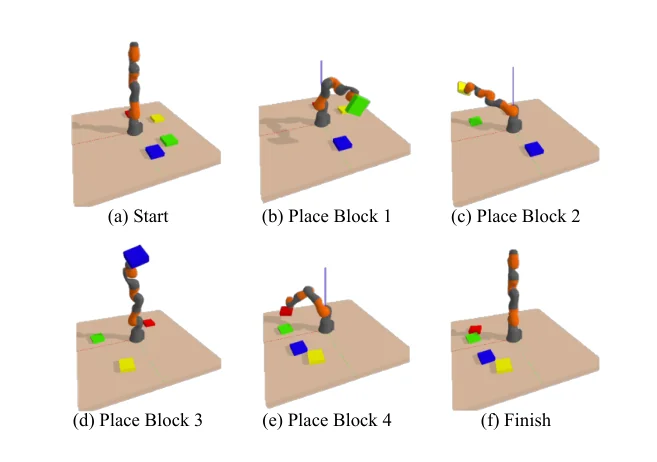 (a) Start
(b) Place Block 1
(c) Place Block 2
(d) Place Block 3
(e) Place Block 4
(f) Finish